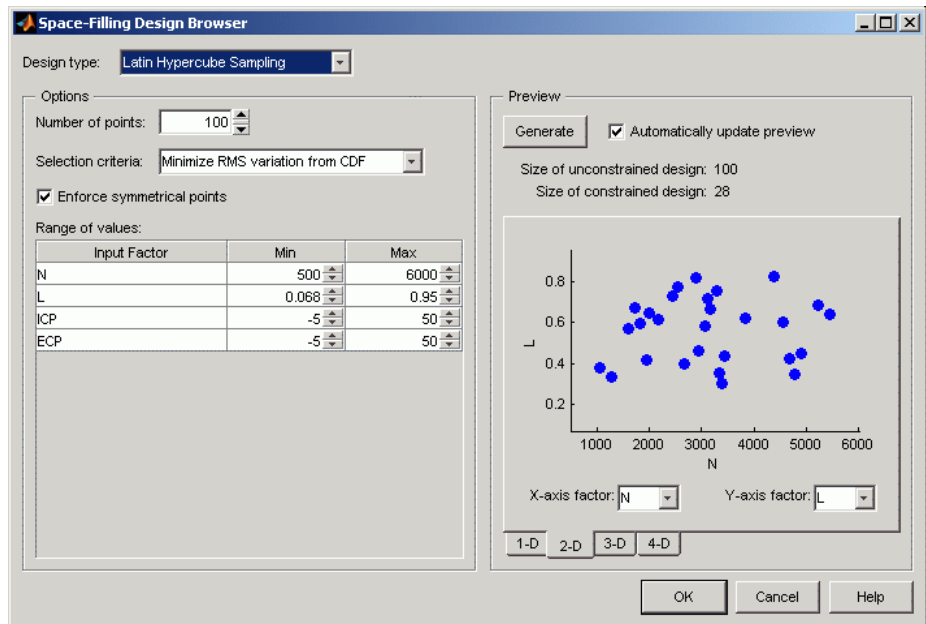 Space-Filling Design Browser
Design type: Latin Hypercube Sampling
Options
Number of points: 100
Selection criteria: Minimize RMS variation from CDF
Enforce symmetrical points
Range of values:
Input Factor Min Max
N 500 6000
L 0.068 0.95
ICP -5 50
ECP -5 50
Preview
Generate Automatically update preview
Size of unconstrained design: 100
Size of constrained design: 28
0.8
0.6
L
0.4
0.2
1000 2000 3000 4000 5000 6000
N
X-axis factor: N Y-axis factor: L
1-D 2-D 3-D 4-D
OK Cancel Help